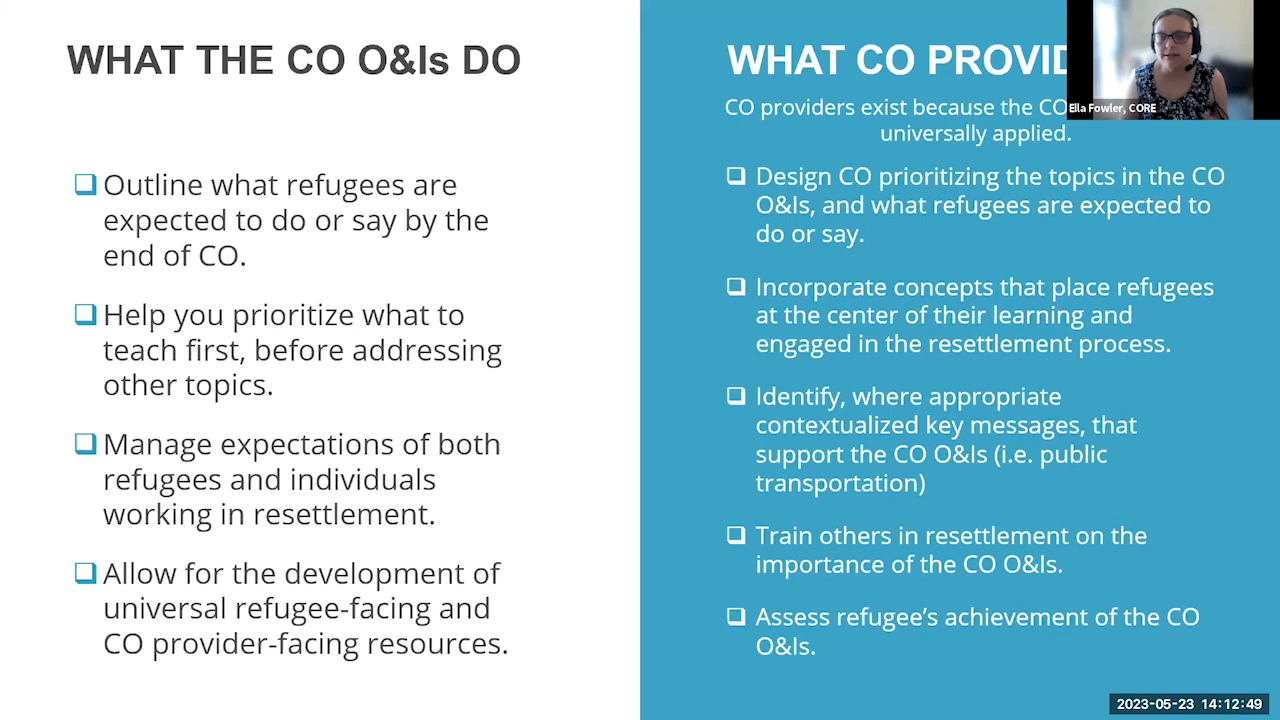 WHAT THE CO O&Is DO
Outline what refugees are
expected to do or say by the
end of CO.
Help you prioritize what to
teach first, before addressing
other topics.
Manage expectations of both
refugees and individuals
working in resettlement.
Allow for the development of
universal refugee-facing and
CO provider-facing resources.
WHAT CO
CO providers exist because the CO
universally applied.
Design CO prioritizing the topics in the CO
O&Is, and what refugees are expected to
do or say.
Incorporate concepts that place refugees
at the center of their learning and
engaged in the resettlement process.
Identify, where appropriate
contextualized key messages, that
support the CO O&Is (i.e. public
transportation)
Train others in resettlement on the
importance of the CO O&Is.
Assess refugee’s achievement of the CO
O&Is.
Ella Fowler, CORE
2023-05-23 14:12:49